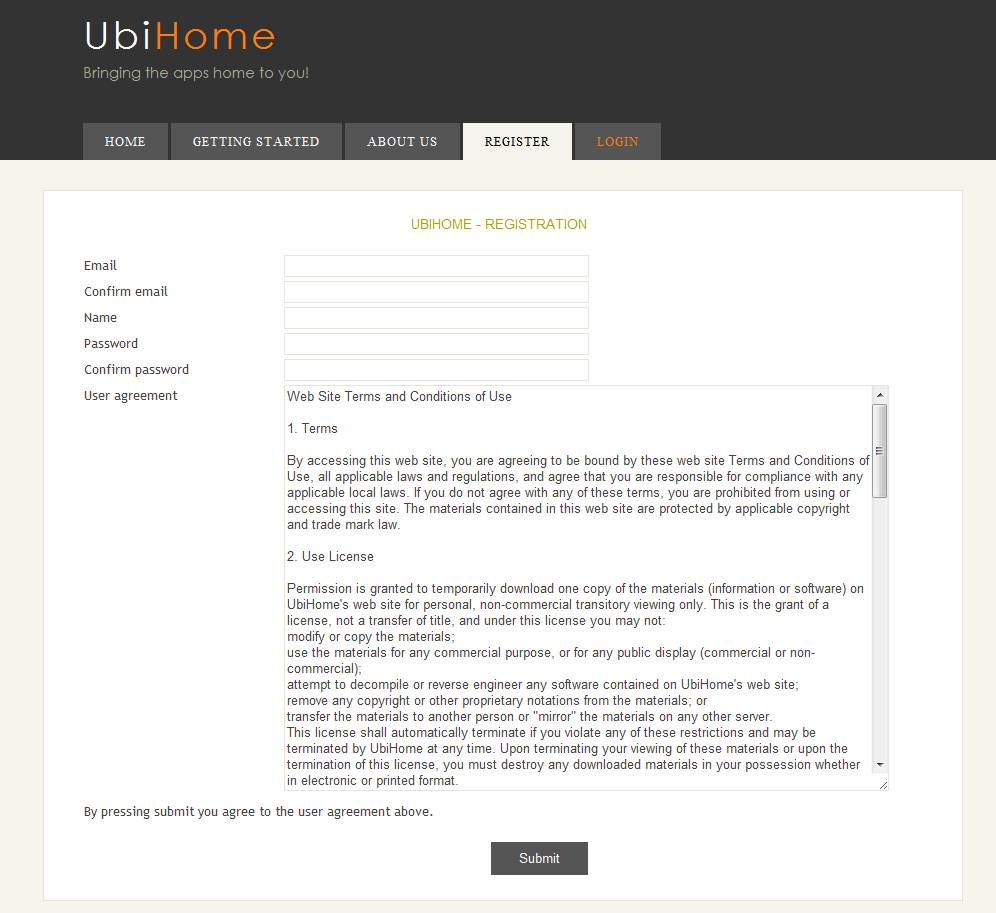 UbiHome
Bringing the apps home to you!
HOME
GETTING STARTED
ABOUT US
REGISTER
LOGIN
UBIHOME - REGISTRATION
Email
Confirm email
Name
Password
Confirm password
User agreement
Web Site Terms and Conditions of Use
1. Terms
By accessing this web site, you are agreeing to be bound by these web site Terms and Conditions of
Use, all applicable laws and regulations, and agree that you are responsible for compliance with any
applicable local laws. If you do not agree with any of these terms, you are prohibited from using or
accessing this site. The materials contained in this web site are protected by applicable copyright
and trade mark law.
2. Use License
Permission is granted to temporarily download one copy of the materials (information or software) on
UbiHome's web site for personal, non-commercial transitory viewing only. This is the grant of a
license, not a transfer of title, and under this license you may not:
modify or copy the materials;
use the materials for any commercial purpose, or for any public display (commercial or non-
commercial);
attempt to decompile or reverse engineer any software contained on UbiHome's web site;
remove any copyright or other proprietary notations from the materials; or
transfer the materials to another person or "mirror" the materials on any other server.
This license shall automatically terminate if you violate any of these restrictions and may be
terminated by UbiHome at any time. Upon terminating your viewing of these materials or upon the
termination of this license, you must destroy any downloaded materials in your possession whether
in electronic or printed format.
By pressing submit you agree to the user agreement above.
Submit